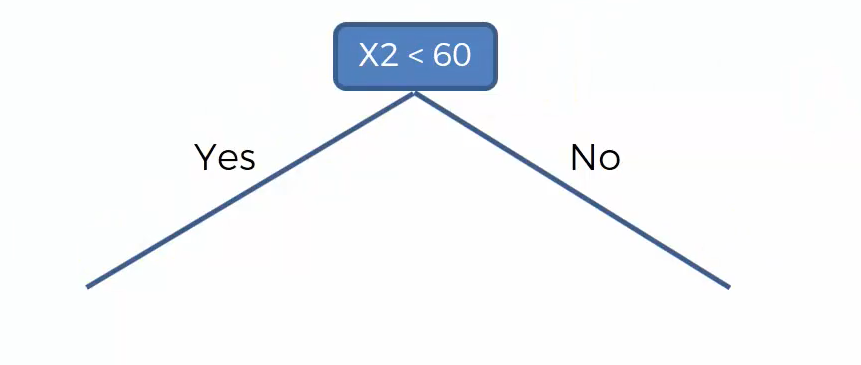 X2 < 60
Yes
No